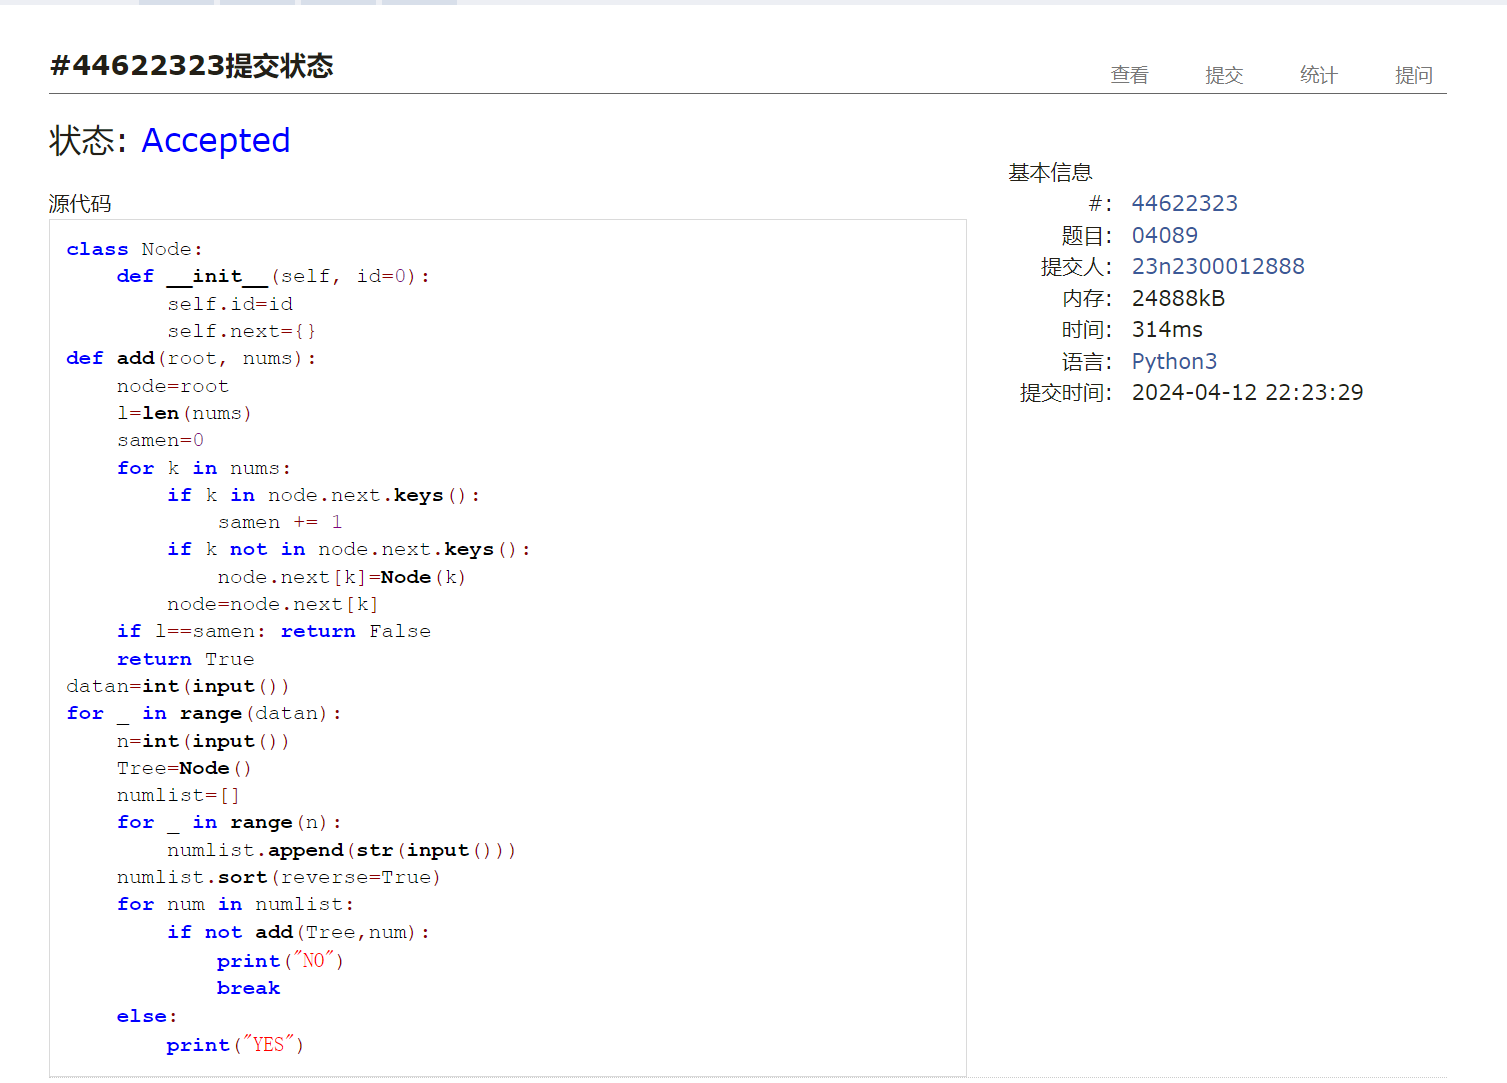 #44622323提交状态
查看 提交 统计 提问
状态: Accepted
源代码
class Node:
    def __init__(self, id=0):
        self.id=id
        self.next={}
def add(root, nums):
    node=root
    l=len(nums)
    samen=0
    for k in nums:
        if k in node.next.keys():
            samen += 1
        if k not in node.next.keys():
            node.next[k]=Node(k)
        node=node.next[k]
    if l==samen: return False
    return True
datan=int(input())
for _ in range(datan):
    n=int(input())
    Tree=Node()
    numlist=[]
    for _ in range(n):
        numlist.append(str(input()))
    numlist.sort(reverse=True)
    for num in numlist:
        if not add(Tree,num):
            print("NO")
            break
    else:
        print("YES")
基本信息
#: 44622323
题目: 04089
提交人: 23n2300012888
内存: 24888kB
时间: 314ms
语言: Python3
提交时间: 2024-04-12 22:23:29